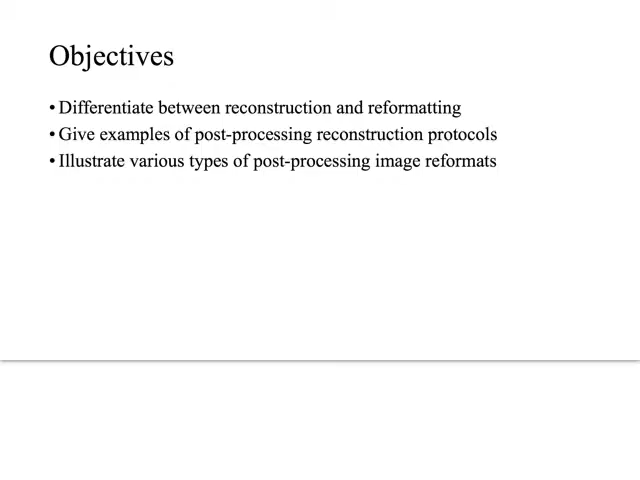 Objectives
• Differentiate between reconstruction and reformatting
• Give examples of post-processing reconstruction protocols
• Illustrate various types of post-processing image reformats